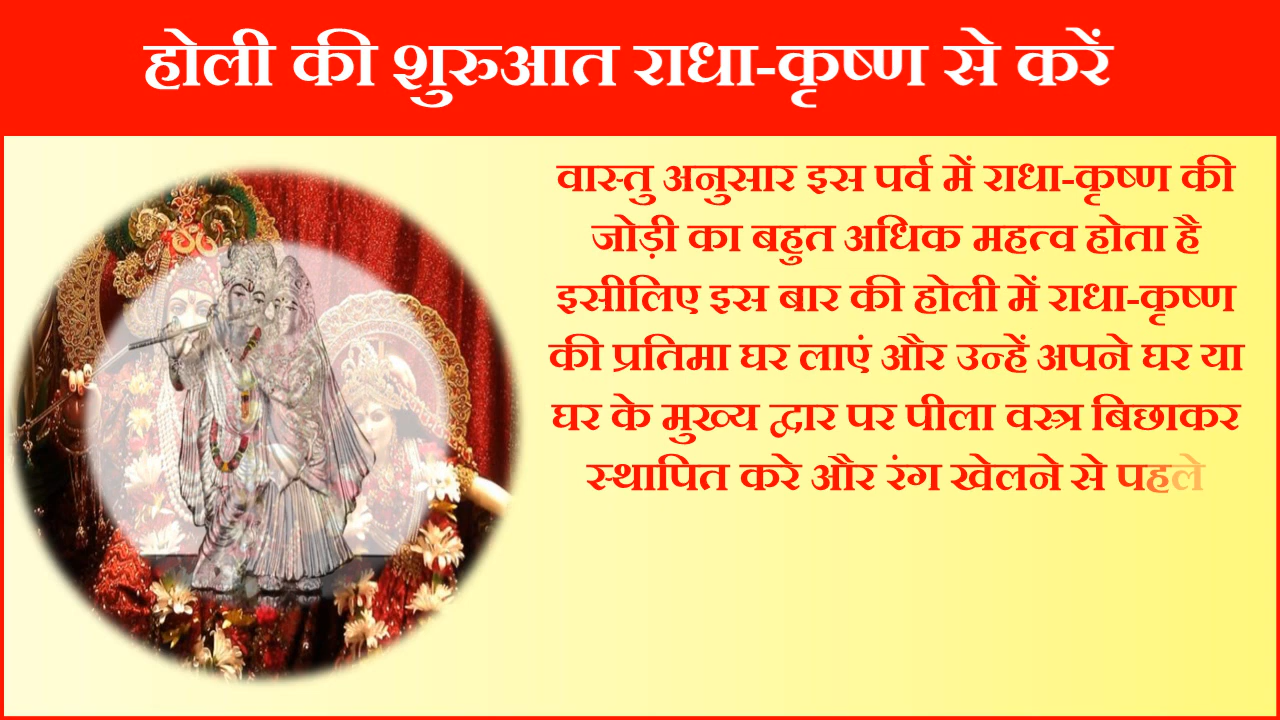 होली की शुरुआत राधा-कृष्ण से करें
वास्तु अनुसार इस पर्व में राधा-कृष्ण की
जोड़ी का बहुत अधिक महत्व होता है
इसीलिए इस बार की होली में राधा-कृष्ण
की प्रतिमा घर लाएं और उन्हें अपने घर या
घर के मुख्य द्वार पर पीला वस्त्र बिछाकर
स्थापित करे और रंग खेलने से पहले